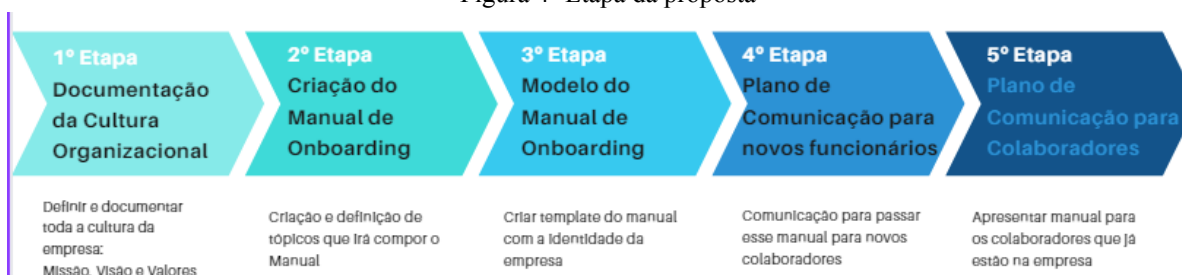 Figura 4- Etapa da proposta
1º Etapa
Documentação
da Cultura
Organizacional
2º Etapa
Criação do
Manual de
Onboarding
3º Etapa
Modelo do
Manual de
Onboarding
4º Etapa
Plano de
Comunicação para
novos funcionários
5º Etapa
Plano de
Comunicação para
Colaboradores
Definir e documentar
toda a cultura da
empresa:
Missão, Visão e Valores
Criação e definição de
tópicos que irá compor o
Manual
Criar template do manual
com a identidade da
empresa
Comunicação para passar
esse manual para novos
colaboradores
Apresentar manual para
os colaboradores que já
estão na empresa